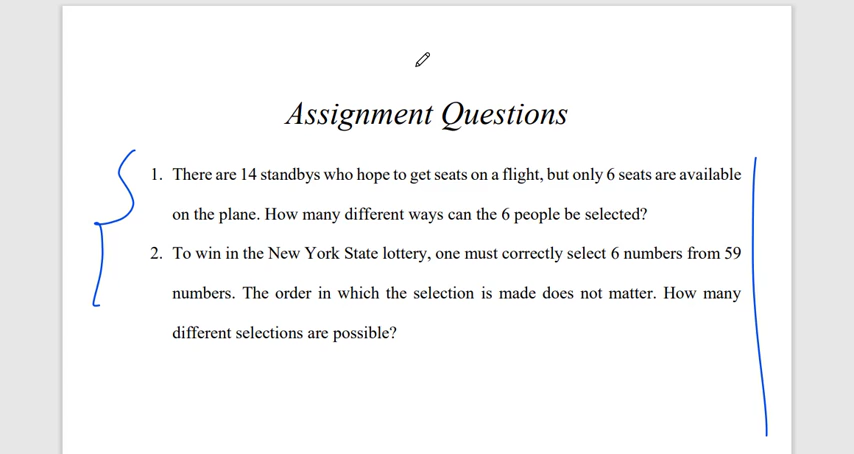 Assignment Questions
1. There are 14 standbys who hope to get seats on a flight, but only 6 seats are available
on the plane. How many different ways can the 6 people be selected?
2. To win in the New York State lottery, one must correctly select 6 numbers from 59
numbers. The order in which the selection is made does not matter. How many
different selections are possible?